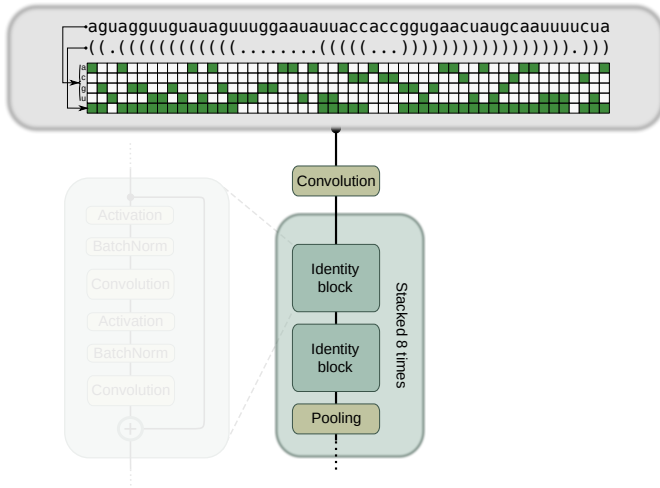 aguagguuguauaguuuggaauauuaccaccggugaacuaugcaauuuucua
((.((((((((((((........(((((...))))))))))))))))).)))
a
c
g
u
Convolution
Activation
BatchNorm
Convolution
Activation
BatchNorm
Convolution
+
Identity
block
Identity
block
Pooling
Stacked 8 times